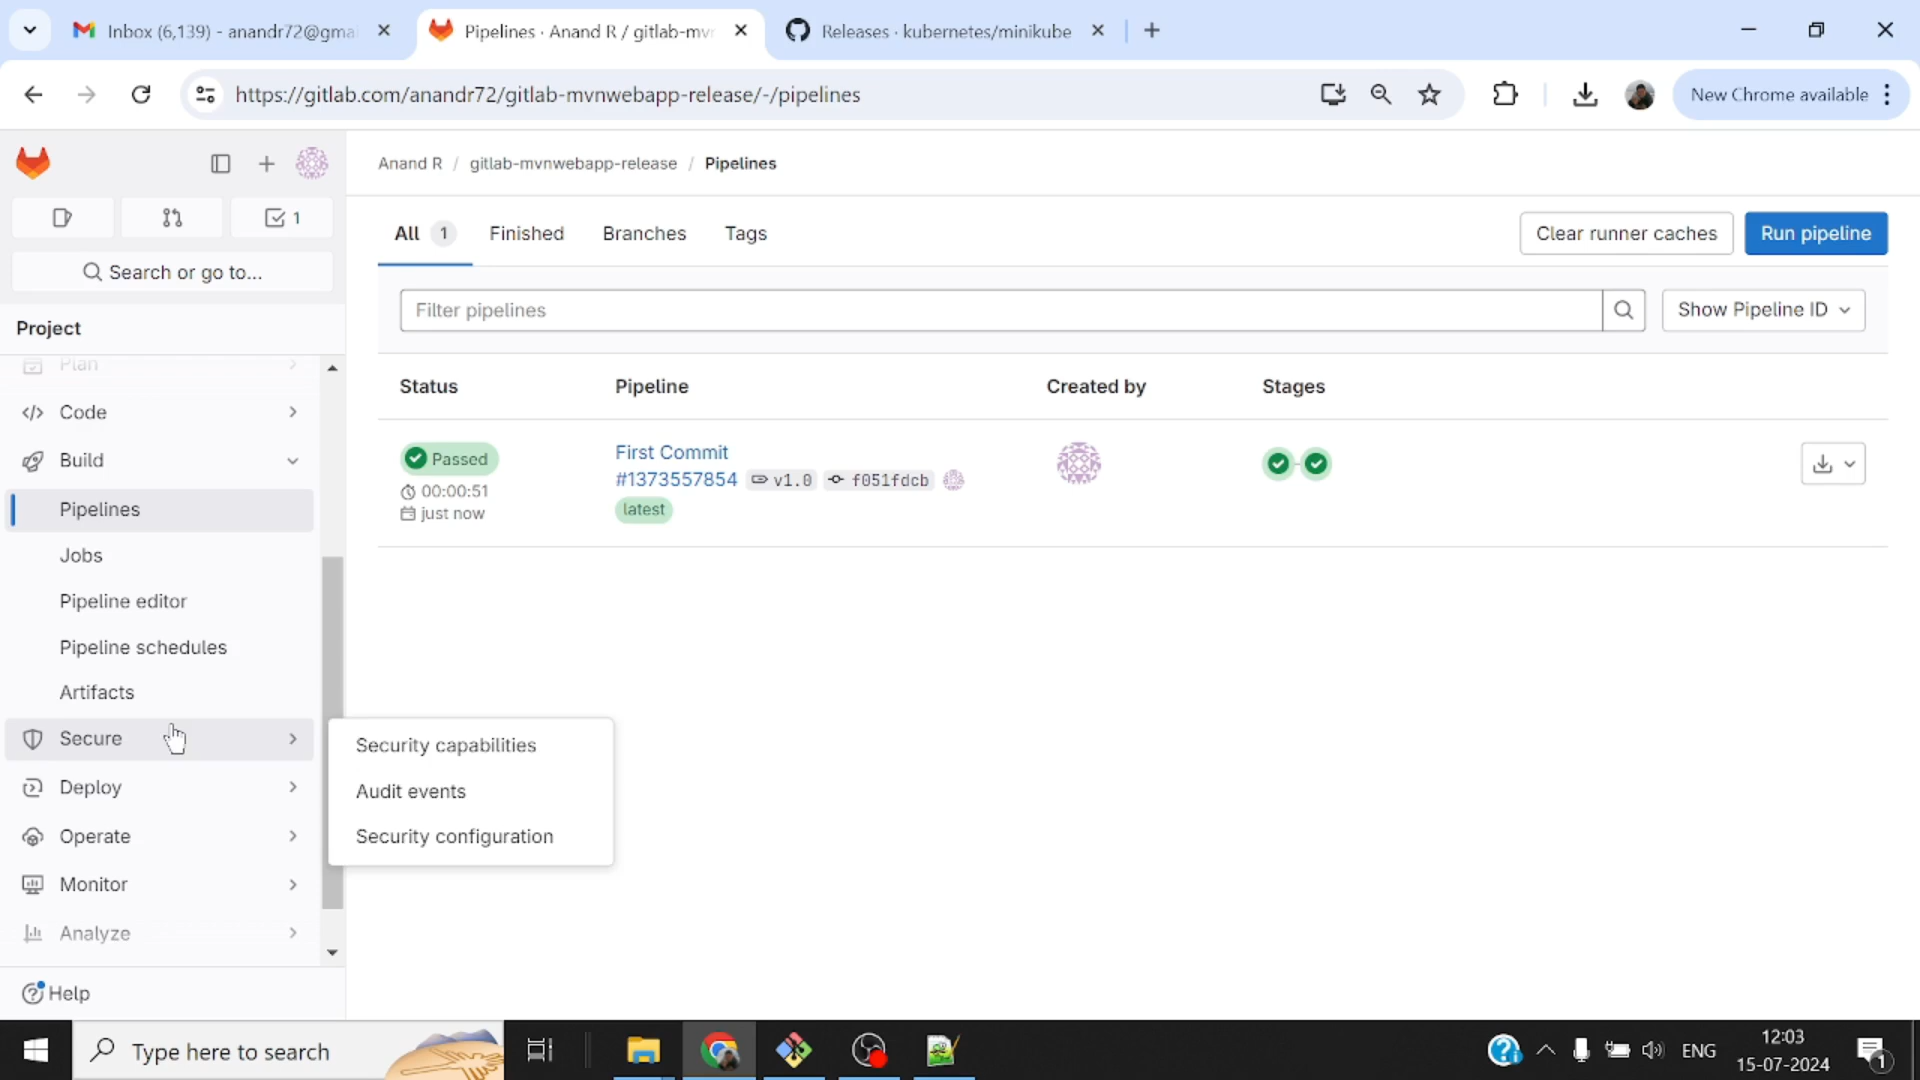 Inbox (6,139) - anandr72@gma
Pipelines · Anand R / gitlab-mvn
Releases · kubernetes/minikube
https://gitlab.com/anandr72/gitlab-mvnwebapp-release/-/pipelines
New Chrome available
Anand R / gitlab-mvnwebapp-release / Pipelines
1
Search or go to...
Project
Plan
Code
Build
Pipelines
Jobs
Pipeline editor
Pipeline schedules
Artifacts
Secure
Deploy
Operate
Monitor
Analyze
Help
Security capabilities
Audit events
Security configuration
All 1 Finished Branches Tags
Clear runner caches Run pipeline
Filter pipelines
Show Pipeline ID
Status Pipeline Created by Stages
Passed
00:00:51
just now
First Commit
#1373557854 v1.0 f051fdcb
latest
Type here to search
ENG
12:03
15-07-2024
1